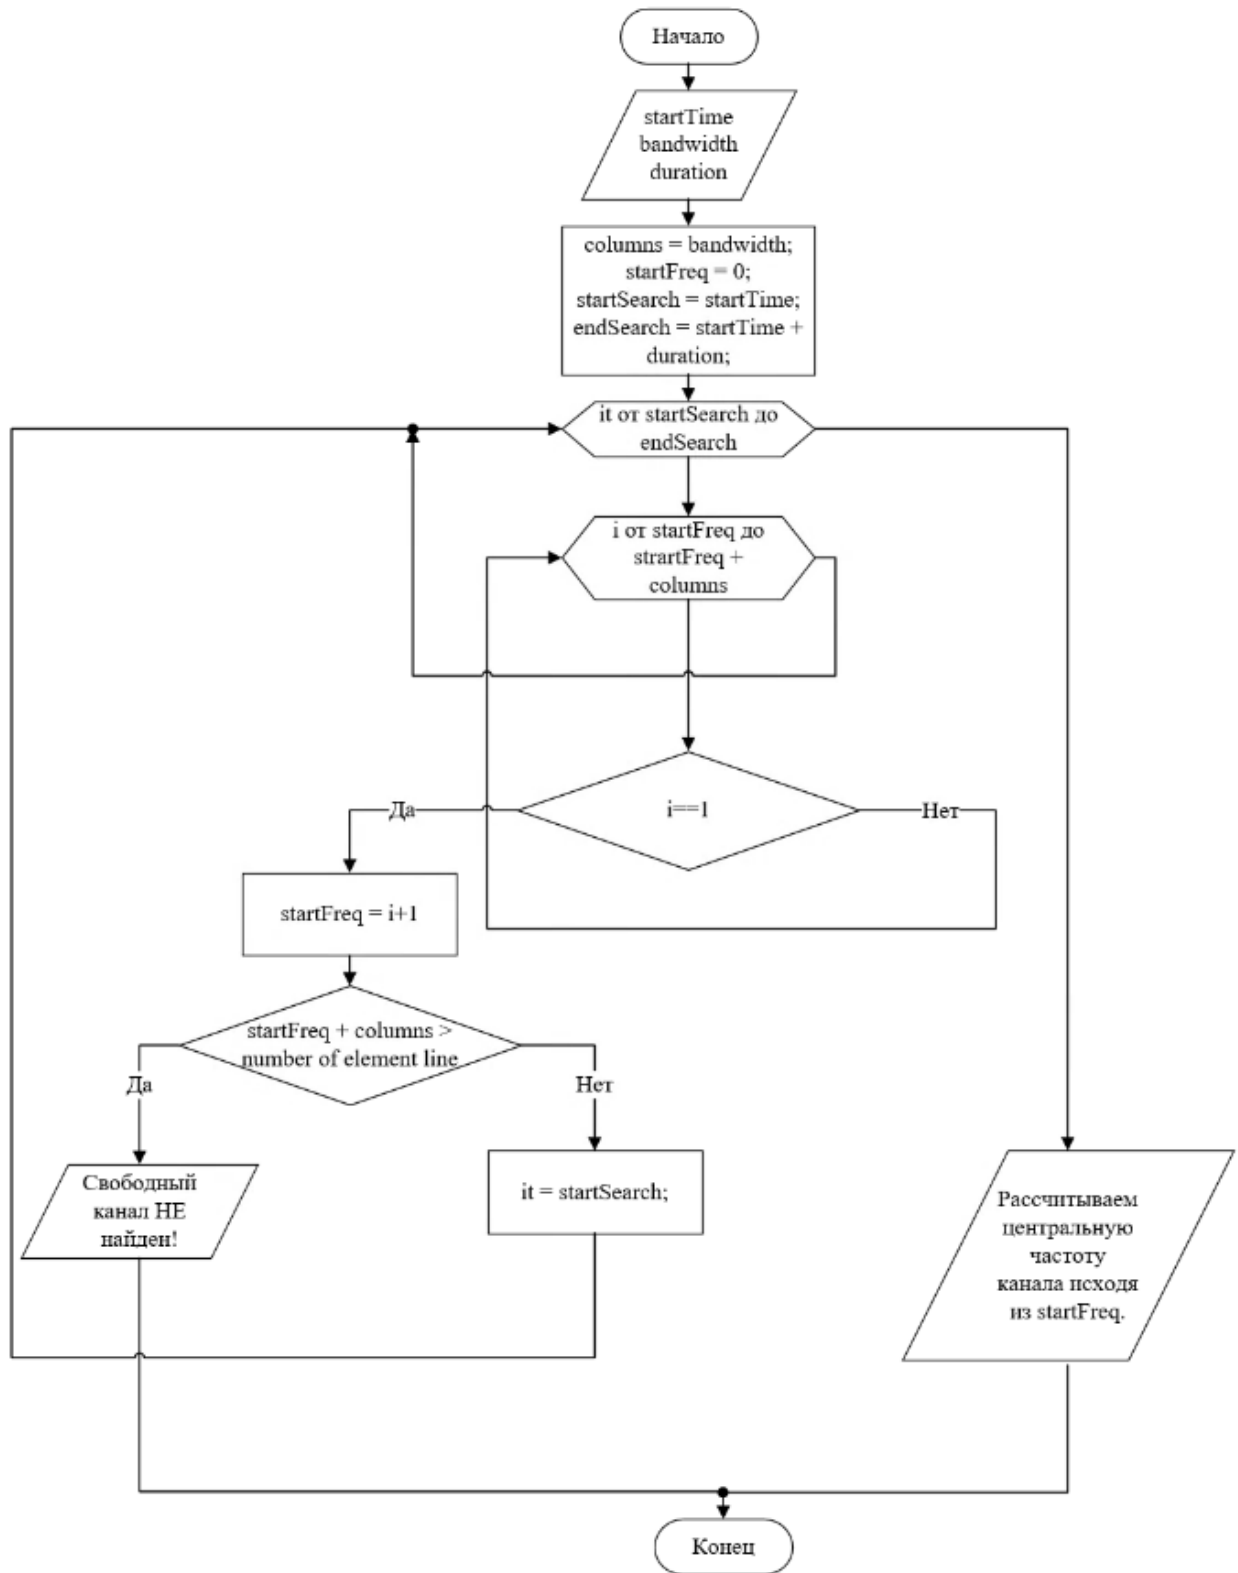 Начало
startTime
bandwidth
duration
columns = bandwidth;
startFreq = 0;
startSearch = startTime;
endSearch = startTime +
duration;
it от startSearch до
endSearch
i от startFreq до
strartFreq +
columns
i==1
Да
Нет
startFreq = i+1
startFreq + columns >
number of element line
Да
Нет
Свободный
канал НЕ
найден!
it = startSearch;
Рассчитываем
центральную
частоту
канала исходя
из startFreq.
Конец